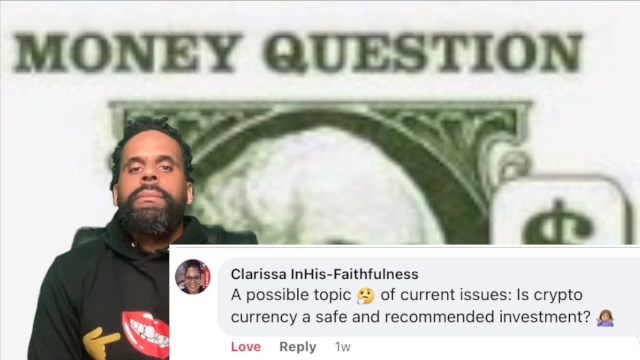 MONEY QUESTION
$
Clarissa InHis-Faithfulness
A possible topic 🤔 of current issues: Is crypto
currency a safe and recommended investment? 🤷🏽‍♀️
Love Reply 1w